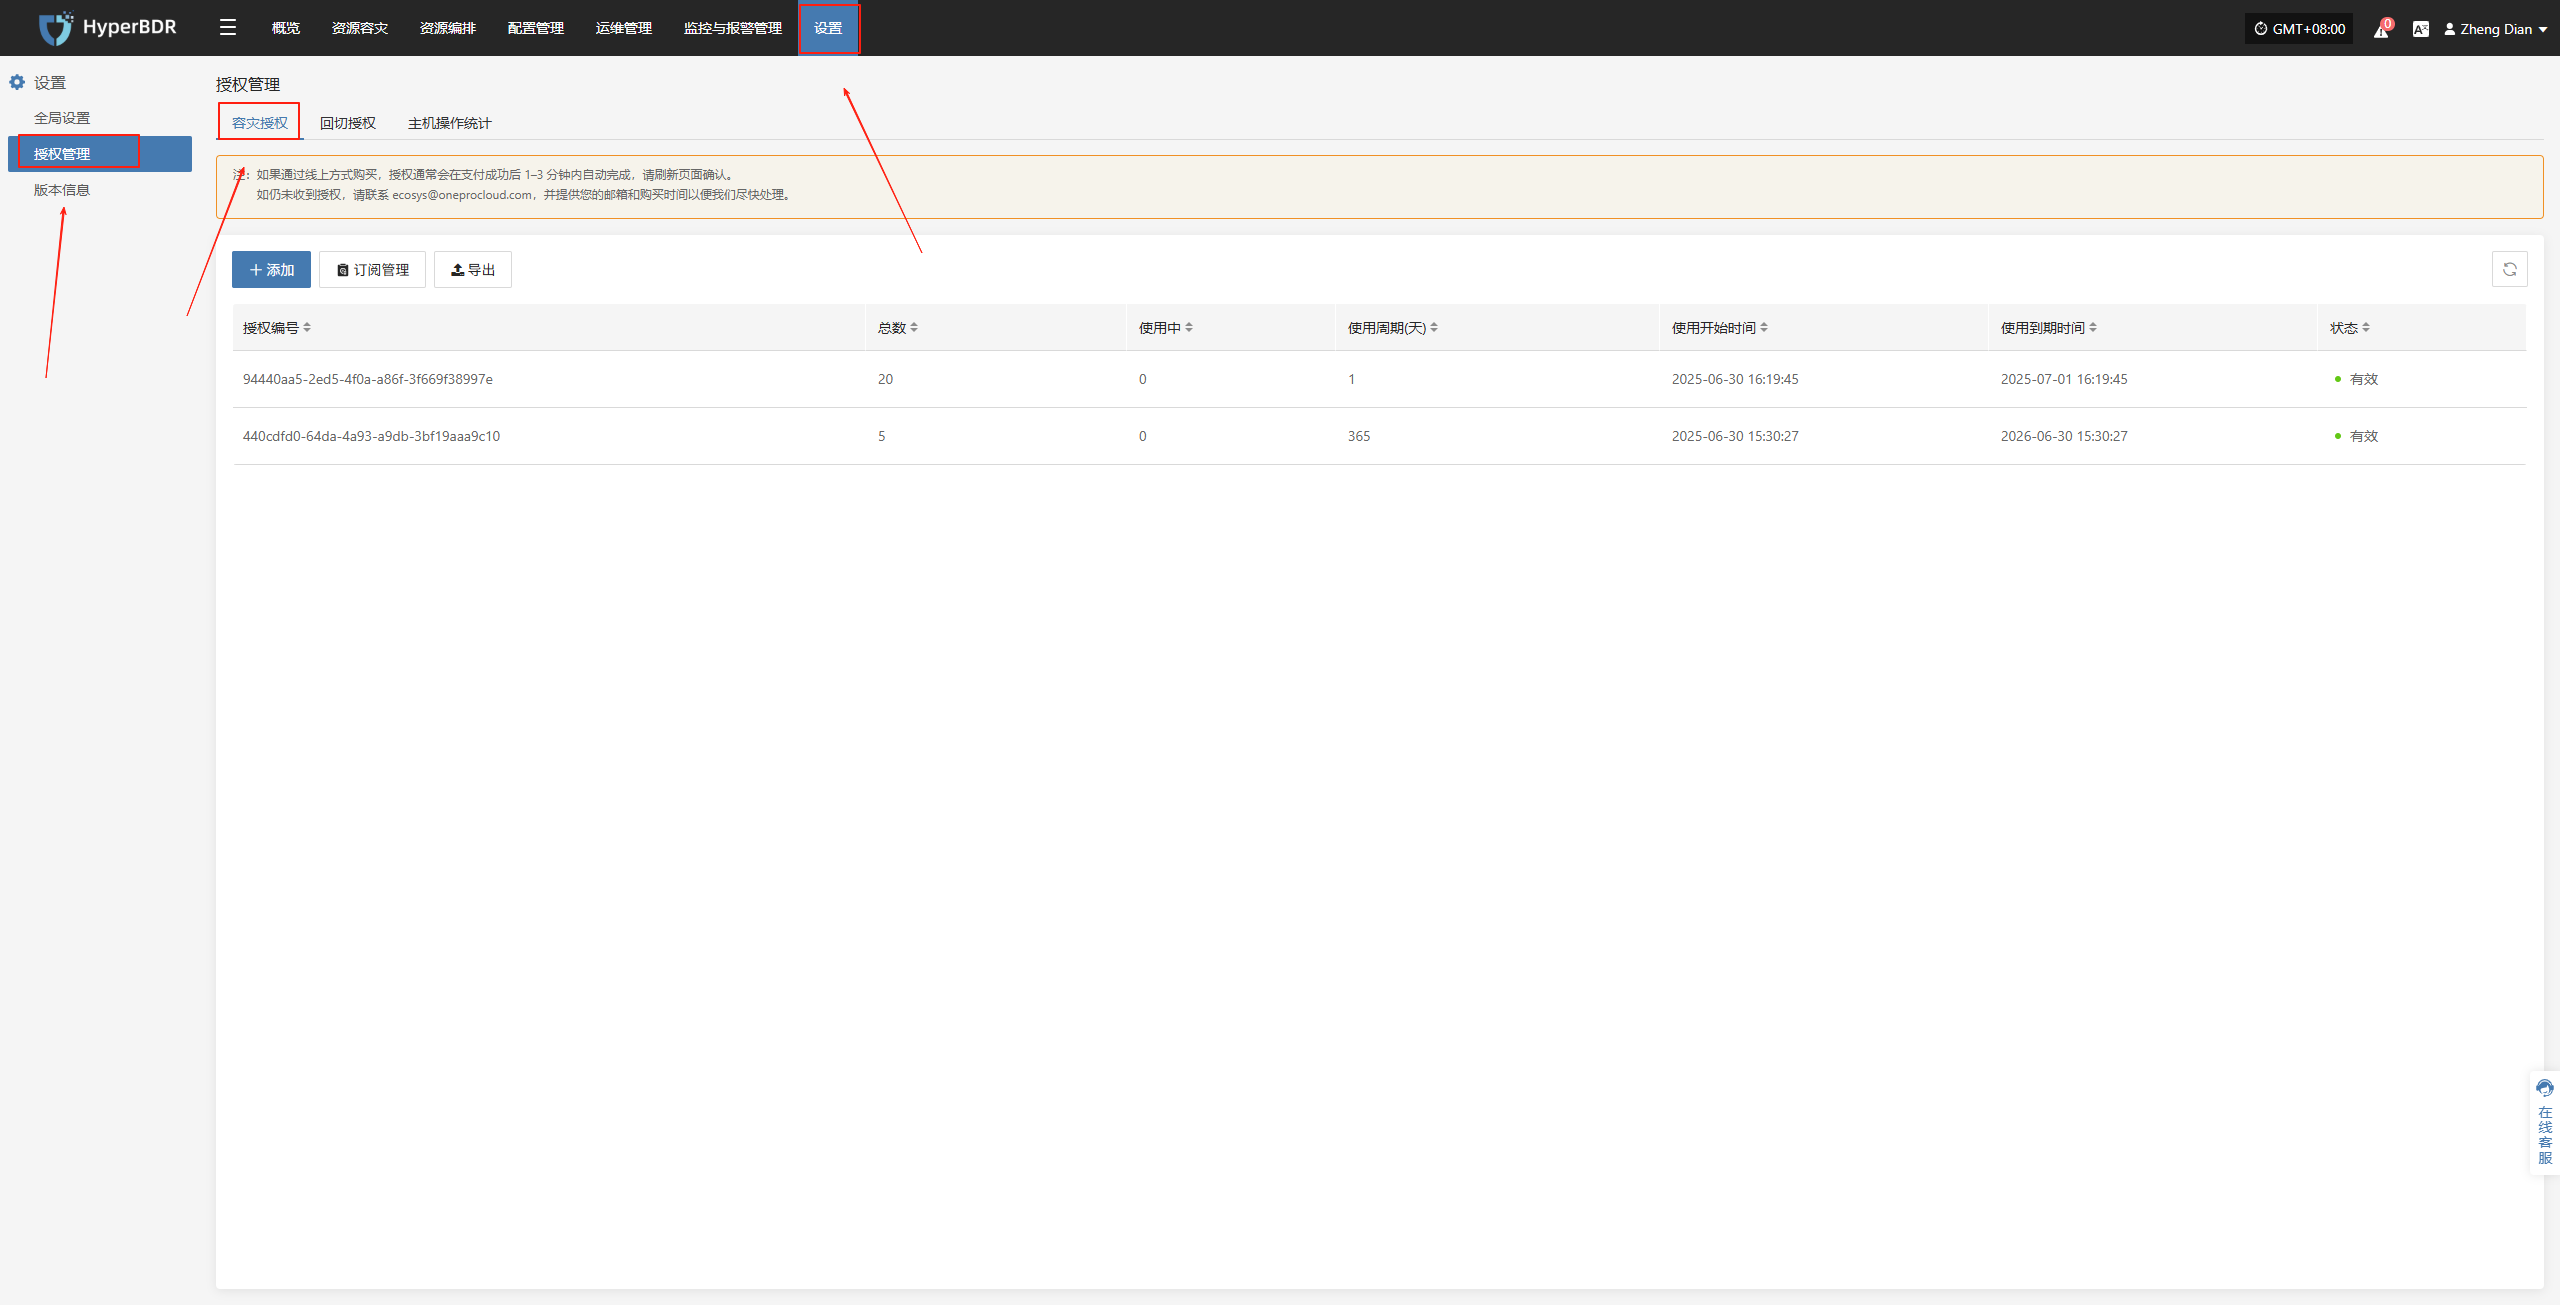 HyperBDR
概览 资源容灾 资源编排 配置管理 运维管理 监控与报警管理 设置
GMT+08:00 0 Zheng Dian
设置
全局设置
授权管理
版本信息
授权管理
容灾授权 回切授权 主机操作统计
注：如果通过线上方式购买，授权通常会在支付成功后 1–3 分钟内自动完成，请刷新页面确认。
如仍未收到授权，请联系 ecosys@oneprocloud.com，并提供您的邮箱和购买时间以便我们尽快处理。
添加 订阅管理 导出
授权编号 总数 使用中 使用周期(天) 使用开始时间 使用到期时间 状态
94440aa5-2ed5-4f0a-a86f-3f669f38997e 20 0 1 2025-06-30 16:19:45 2025-07-01 16:19:45 有效
440cdfd0-64da-4a93-a9db-3bf19aaa9c10 5 0 365 2025-06-30 15:30:27 2026-06-30 15:30:27 有效
在线客服